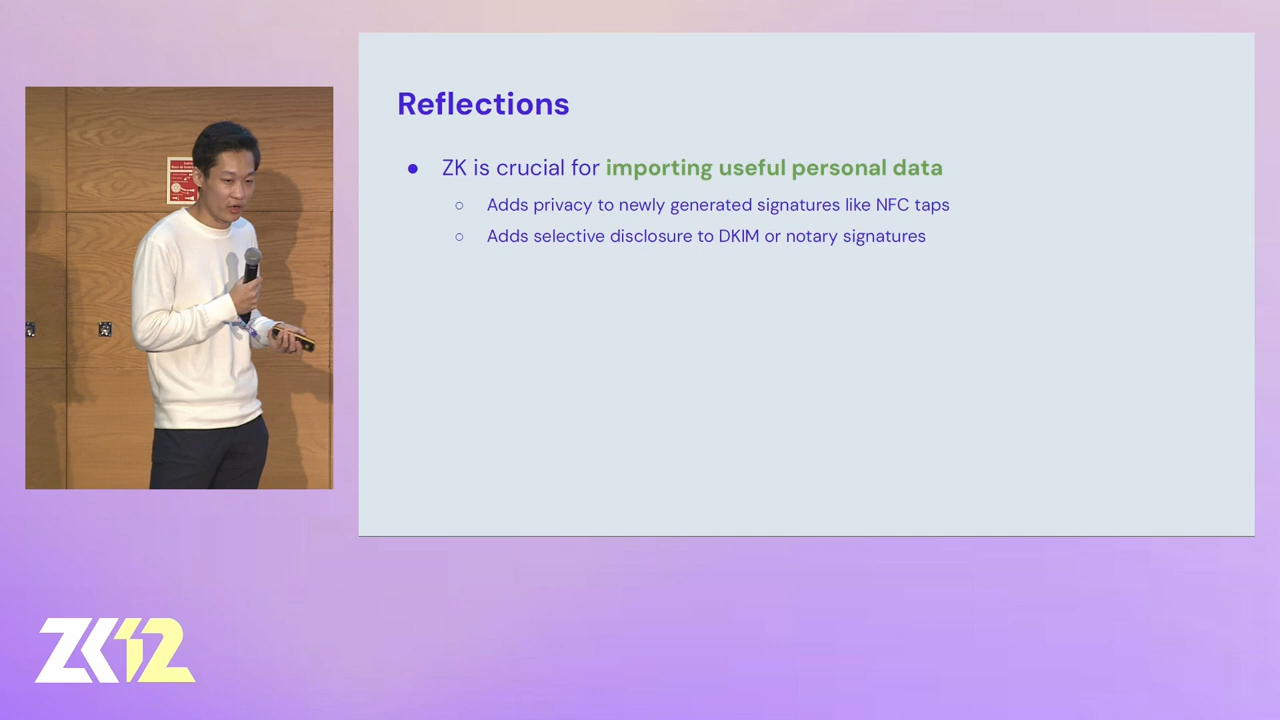 Reflections
● ZK is crucial for importing useful personal data
○ Adds privacy to newly generated signatures like NFC taps
○ Adds selective disclosure to DKIM or notary signatures
ZK12